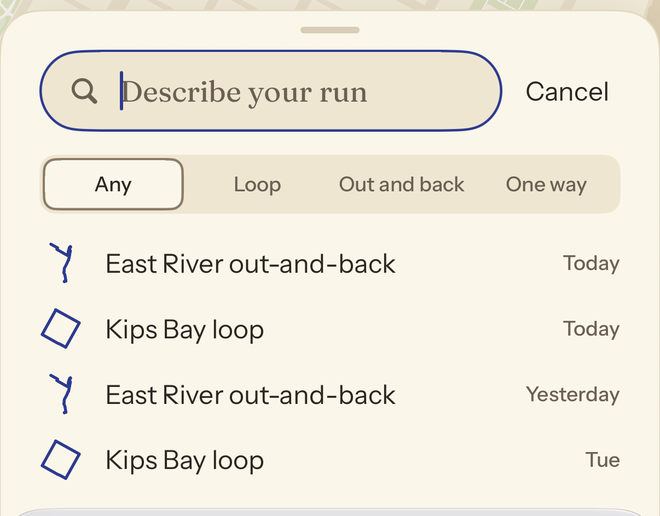 Describe your run
Cancel
Any
Loop
Out and back
One way
East River out-and-back
Today
Kips Bay loop
Today
East River out-and-back
Yesterday
Kips Bay loop
Tue